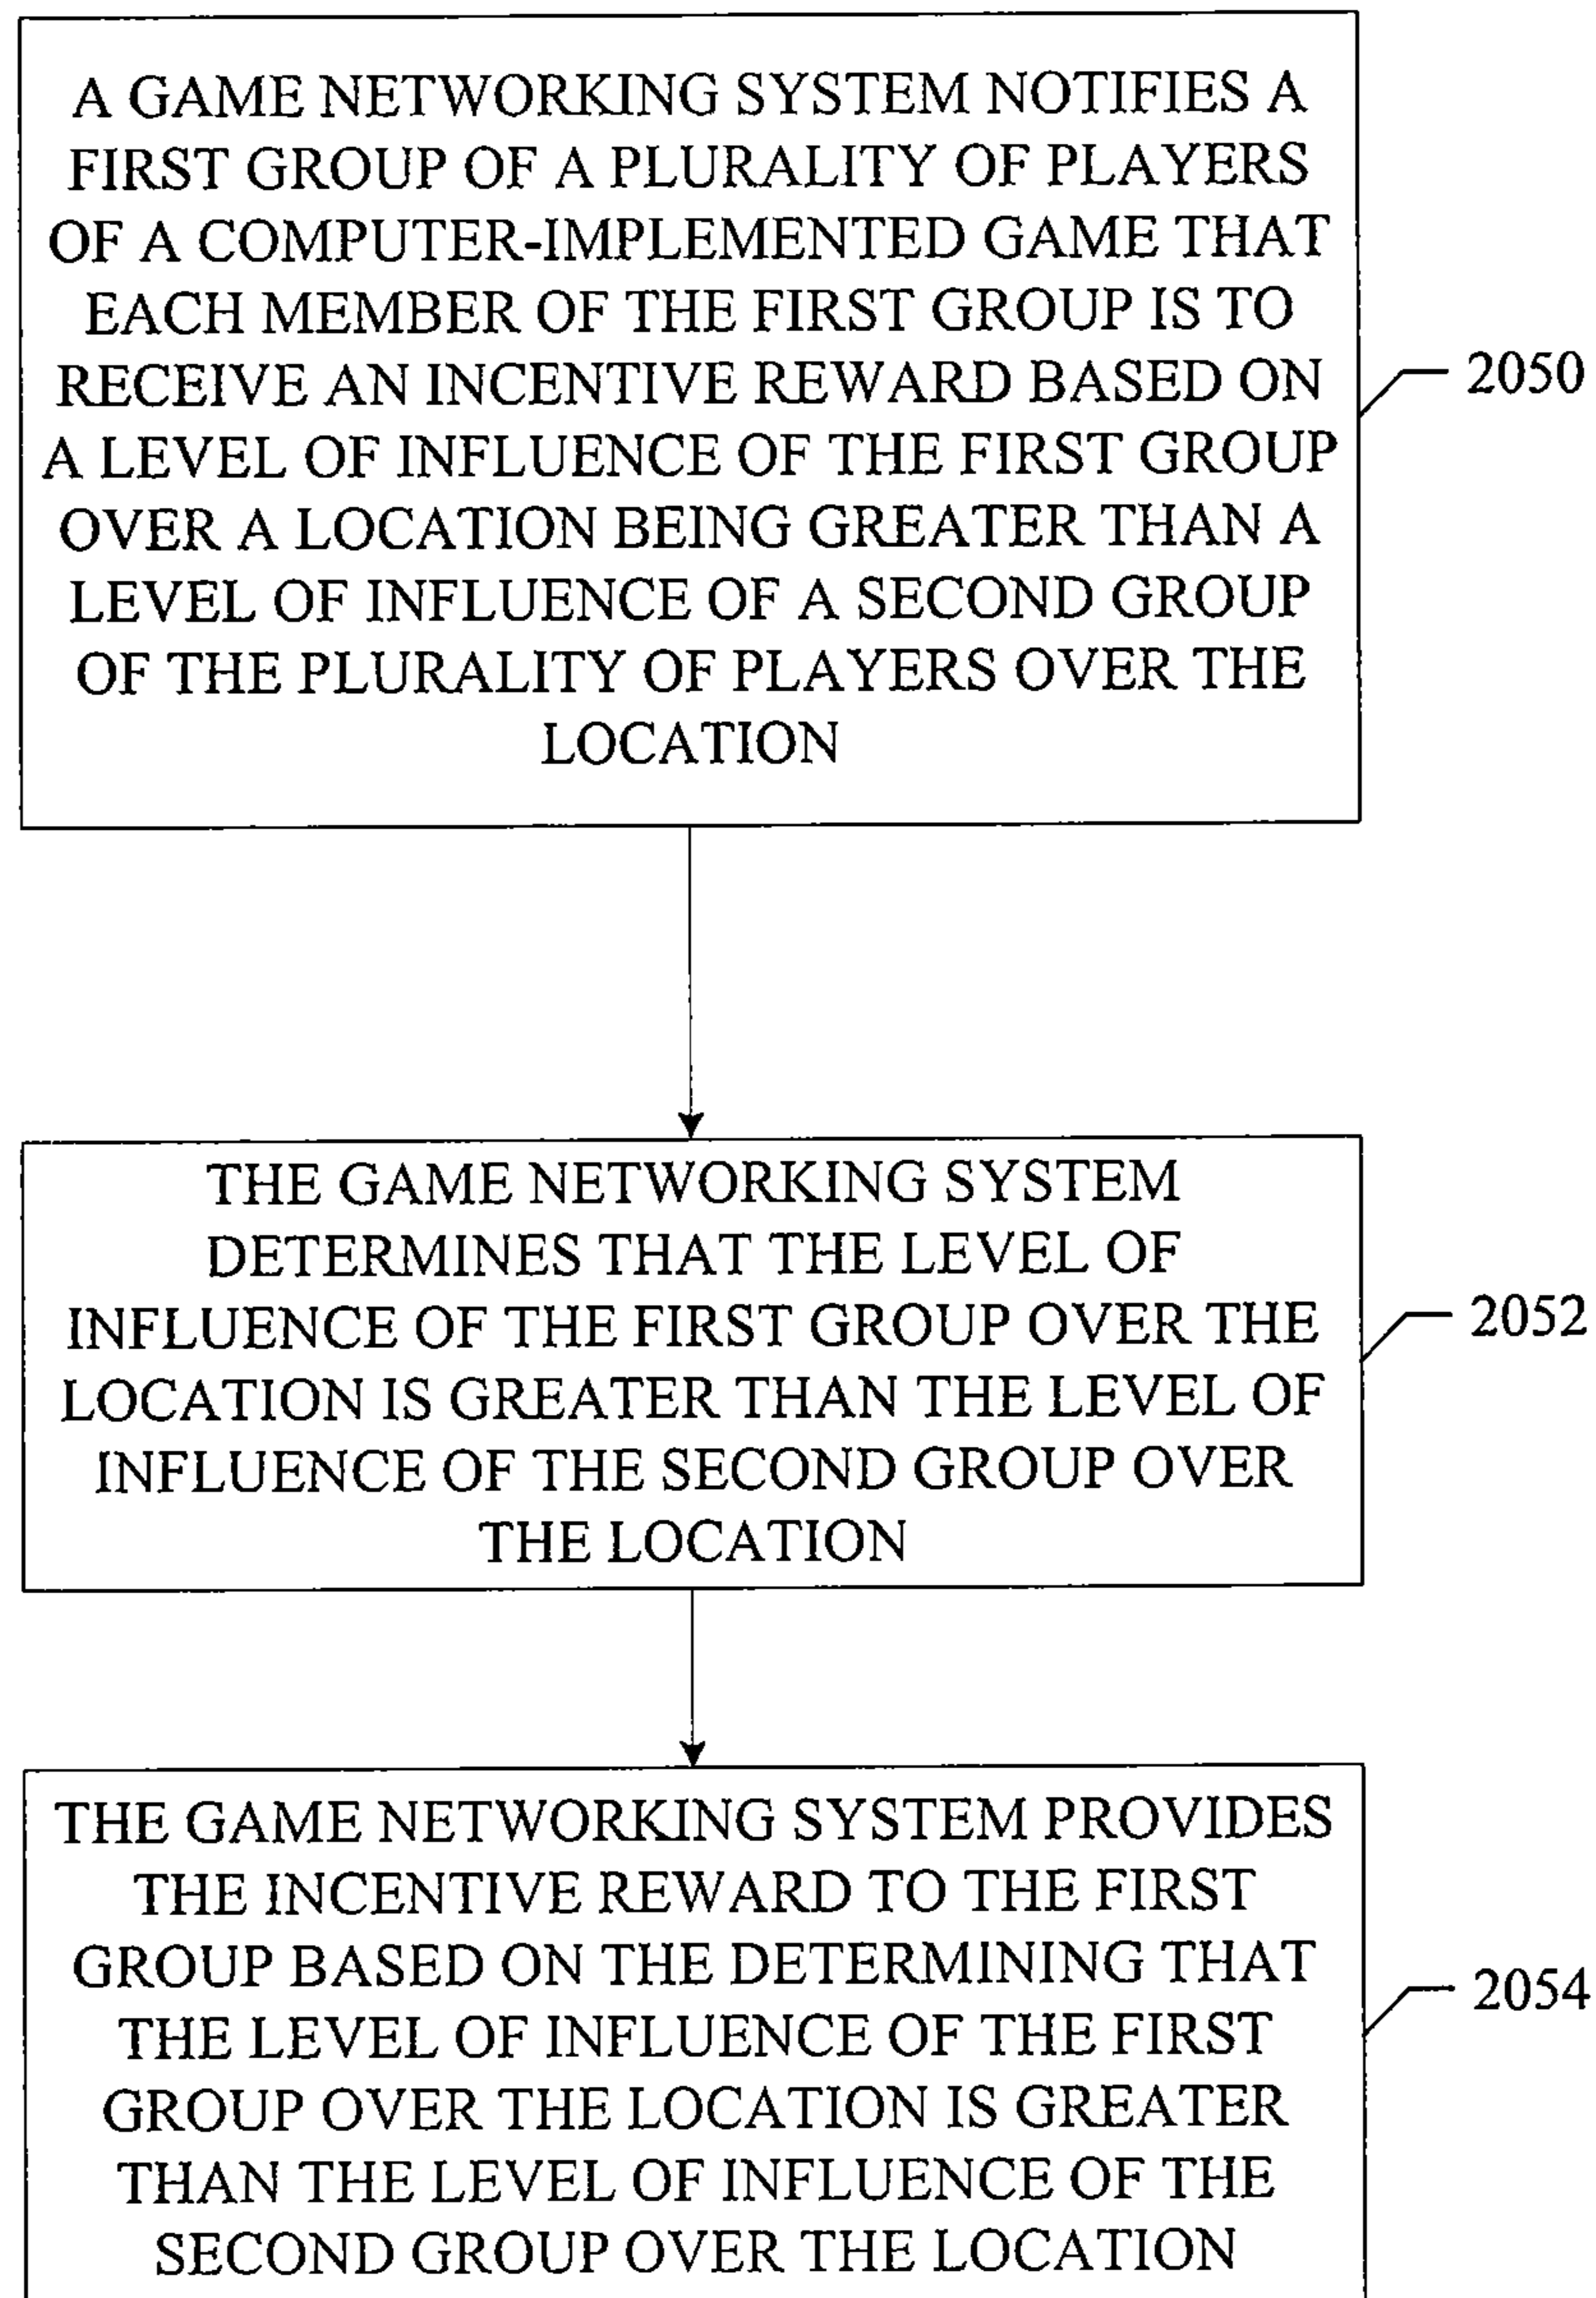 A GAME NETWORKING SYSTEM NOTIFIES A
FIRST GROUP OF A PLURALITY OF PLAYERS
OF A COMPUTER-IMPLEMENTED GAME THAT
EACH MEMBER OF THE FIRST GROUP IS TO
RECEIVE AN INCENTIVE REWARD BASED ON
A LEVEL OF INFLUENCE OF THE FIRST GROUP
OVER A LOCATION BEING GREATER THAN A
LEVEL OF INFLUENCE OF A SECOND GROUP
OF THE PLURALITY OF PLAYERS OVER THE
LOCATION
2050
THE GAME NETWORKING SYSTEM
DETERMINES THAT THE LEVEL OF
INFLUENCE OF THE FIRST GROUP OVER THE
LOCATION IS GREATER THAN THE LEVEL OF
INFLUENCE OF THE SECOND GROUP OVER
THE LOCATION
2052
THE GAME NETWORKING SYSTEM PROVIDES
THE INCENTIVE REWARD TO THE FIRST
GROUP BASED ON THE DETERMINING THAT
THE LEVEL OF INFLUENCE OF THE FIRST
GROUP OVER THE LOCATION IS GREATER
THAN THE LEVEL OF INFLUENCE OF THE
SECOND GROUP OVER THE LOCATION
2054